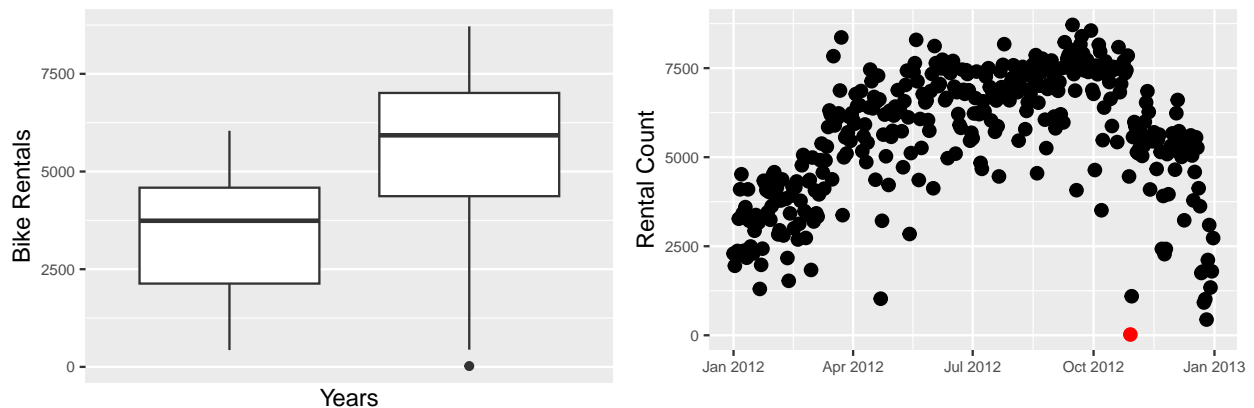 Bike Rentals
7500
5000
2500
0
Years
Rental Count
7500
5000
2500
0
Jan 2012
Apr 2012
Jul 2012
Oct 2012
Jan 2013